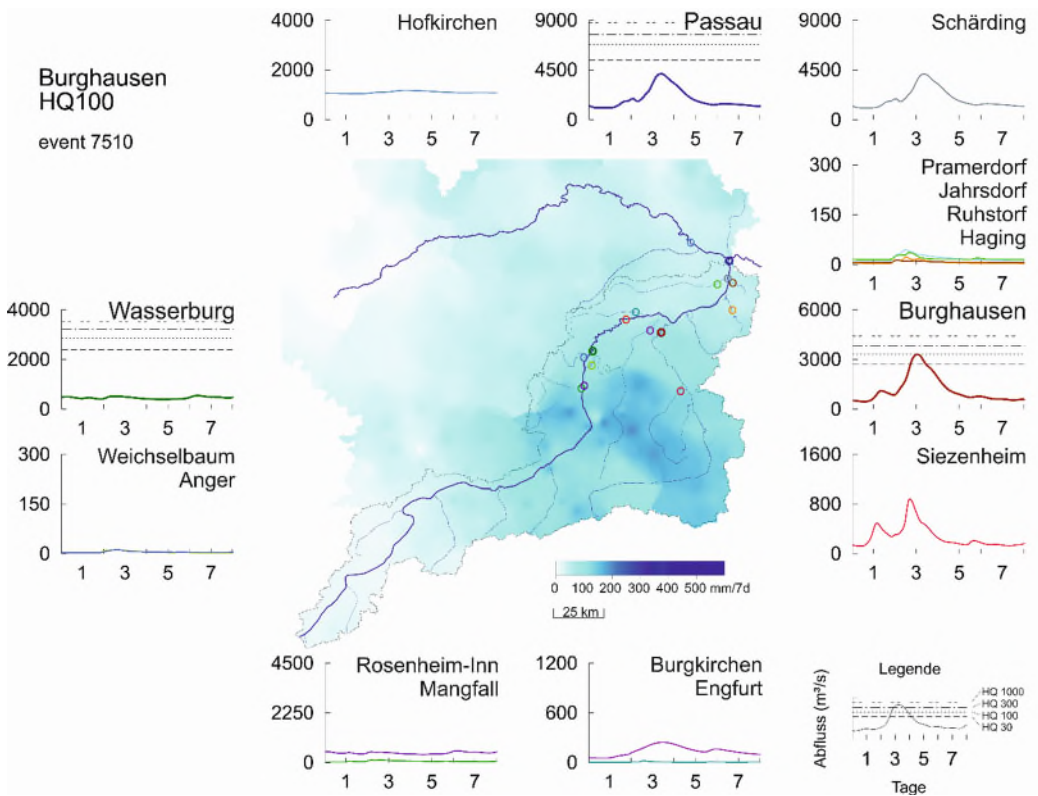 Burghausen
HQ100
event 7510
Hofkirchen
4000
2000
0
1 3 5 7
Passau
9000
4500
0
1 3 5 7
Schärding
9000
4500
0
1 3 5 7
Pramerdorf
Jahrsdorf
Ruhstorf
Haging
300
150
0
1 3 5 7
Wasserburg
4000
2000
0
1 3 5 7
Burghausen
6000
3000
0
1 3 5 7
Weichselbaum
Anger
300
150
0
1 3 5 7
Siezenheim
1600
800
0
1 3 5 7
0 100 200 300 400 500 mm/7d
25 km
Rosenheim-Inn
Mangfall
4500
2250
0
1 3 5 7
Burgkirchen
Engfurt
1200
600
0
1 3 5 7
Legende
Abfluss (m³/s)
HQ 1000
HQ 300
HQ 100
HQ 30
1 3 5 7
Tage